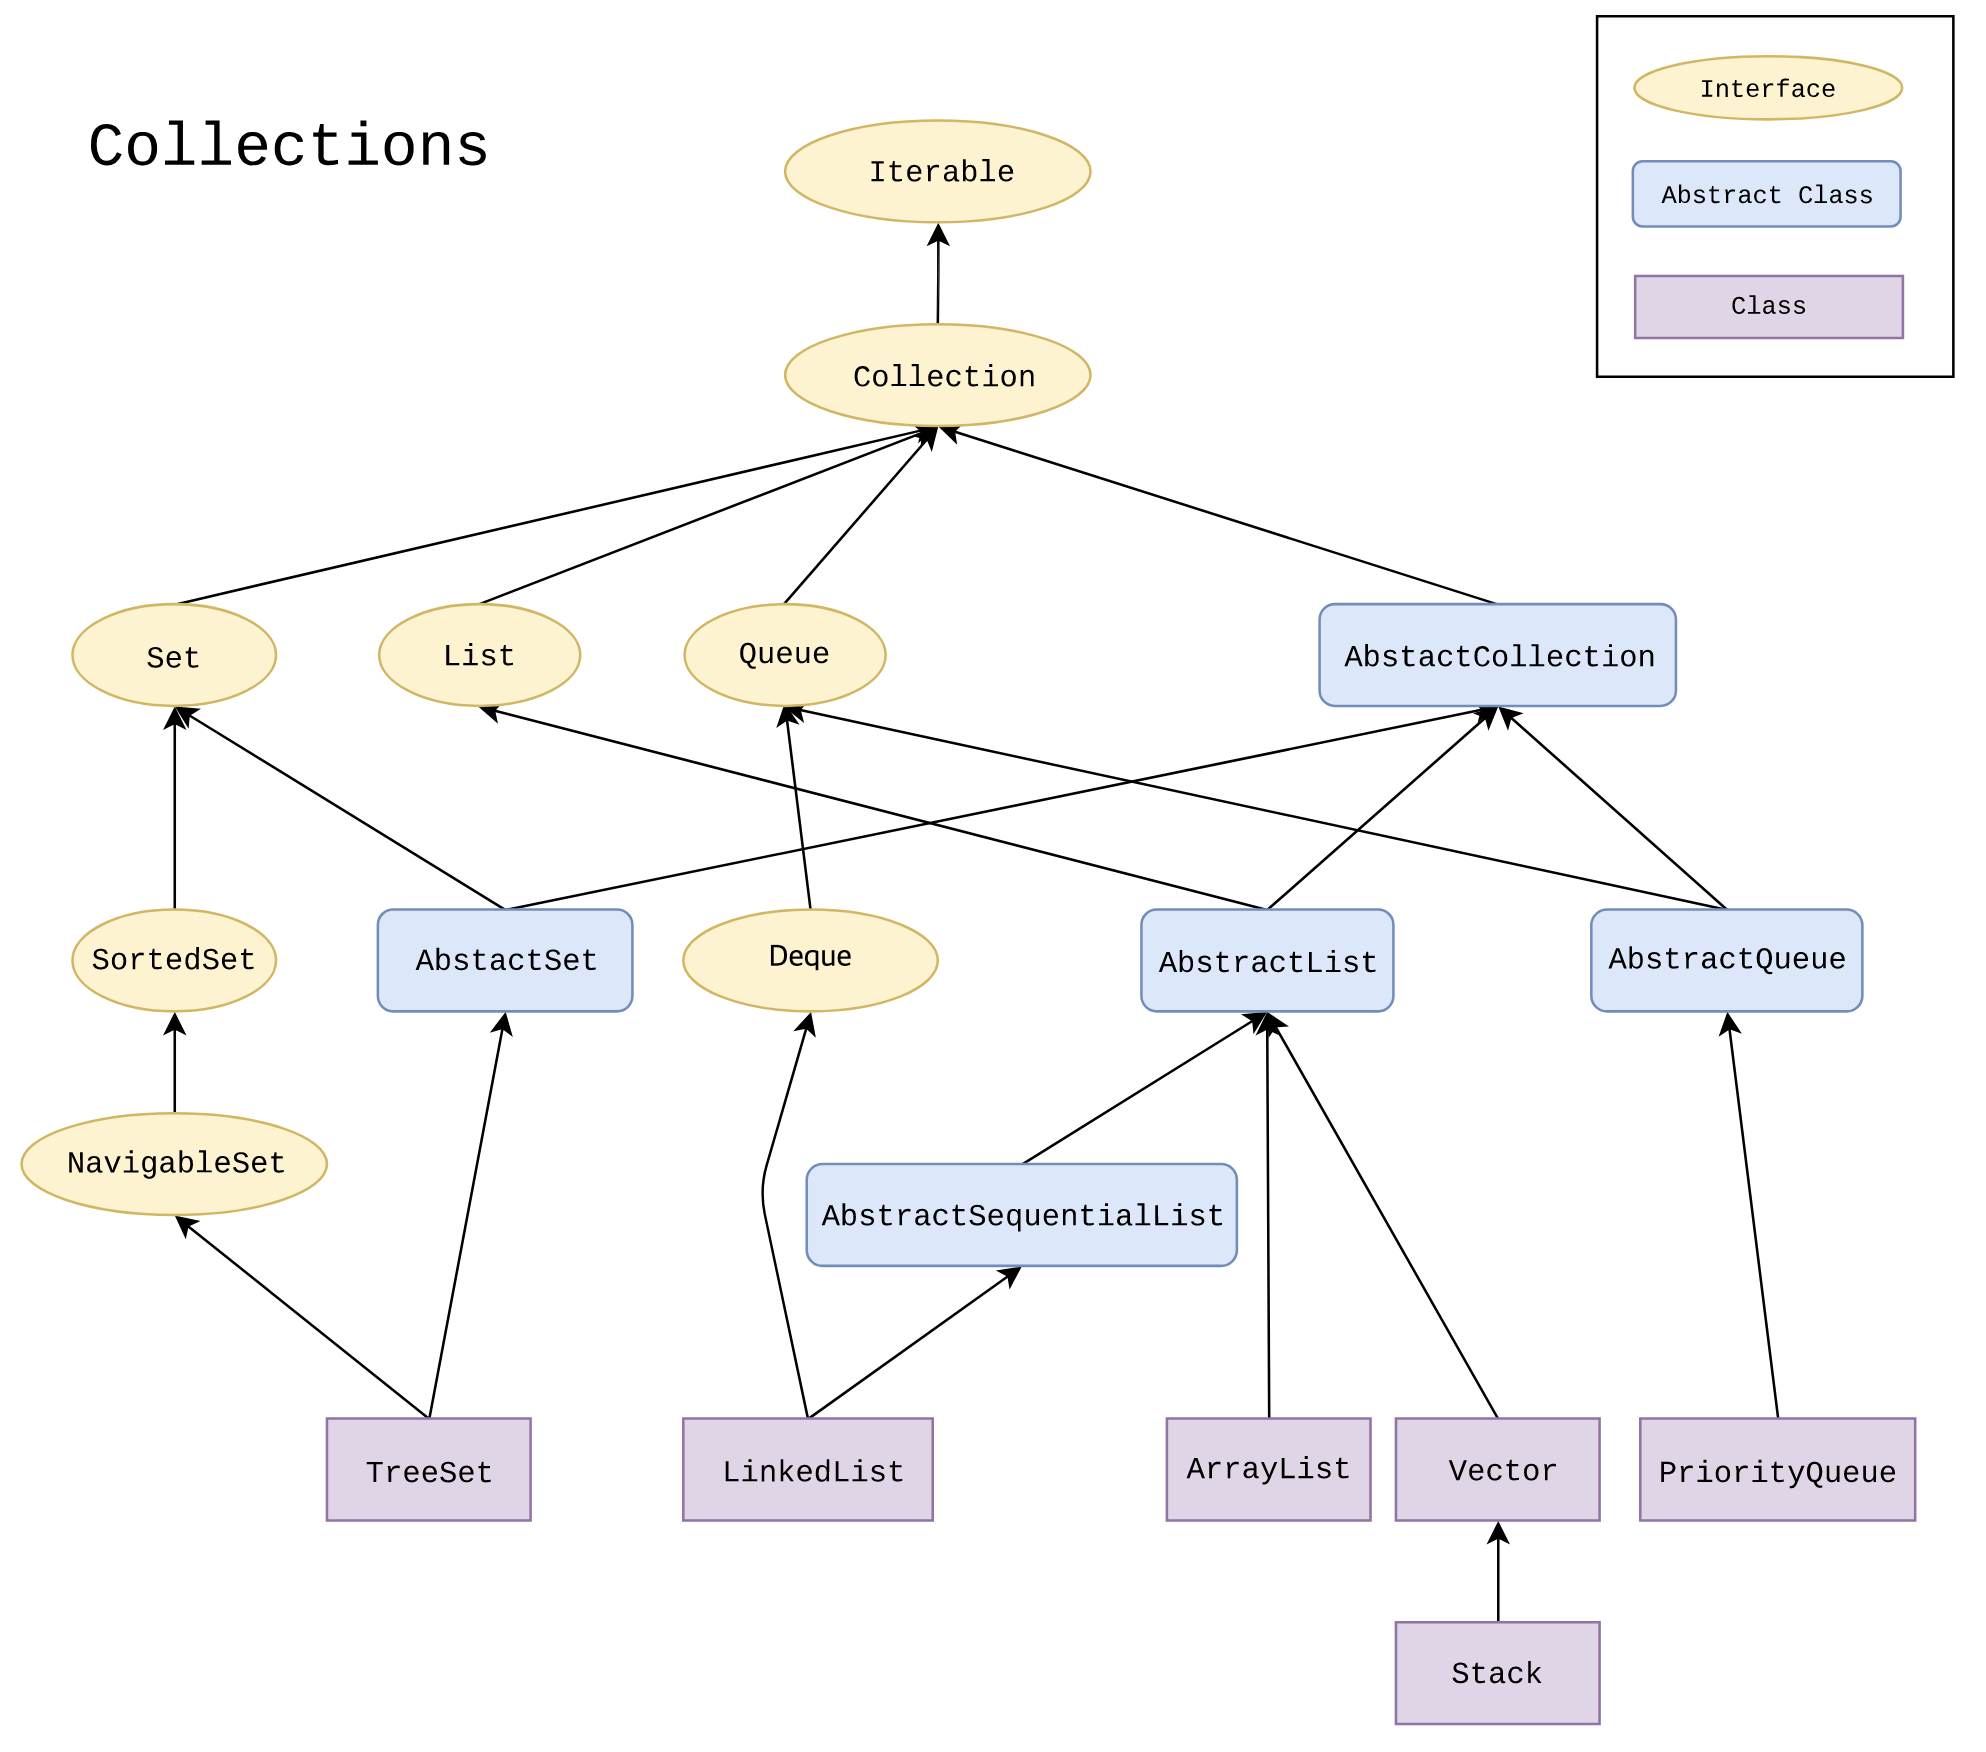 Collections
Interface
Abstract Class
Class
Iterable
Collection
Set
List
Queue
AbstactCollection
SortedSet
AbstactSet
Deque
AbstractList
AbstractQueue
NavigableSet
AbstractSequentialList
TreeSet
LinkedList
ArrayList
Vector
PriorityQueue
Stack